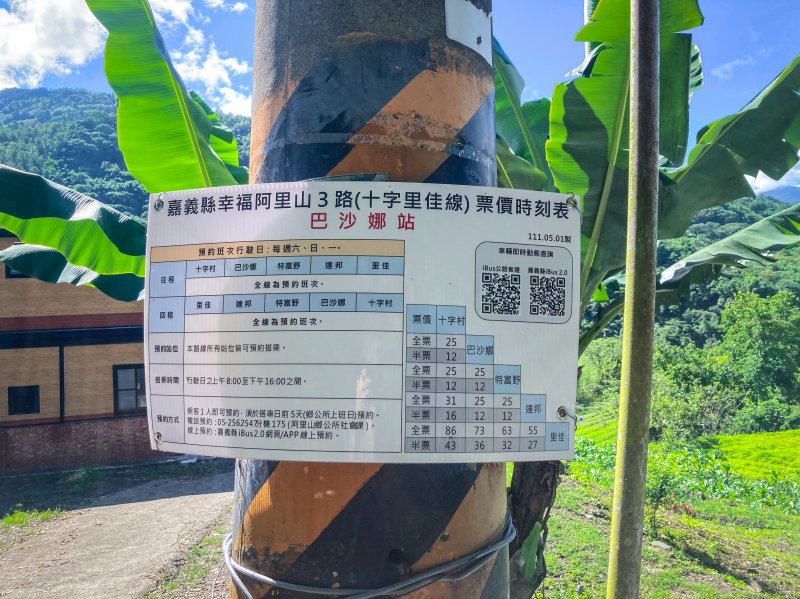 嘉義縣幸福阿里山3路(十字里佳線) 票價時刻表
巴沙娜站
111.05.01製
預約班次行駛日：每週六、日、一。
往程 十字村 巴沙娜 特富野 達邦 里佳
全線為預約班次。
回程 里佳 達邦 特富野 巴沙娜 十字村
全線為預約班次。
預約站位 本路線所有站位皆可預約搭乘。
搭乘時間 行駛日之上午8:00至下午16:00之間。
預約方式 乘客1人即可預約，須於搭車日前5天(鄉公所上班日)預約。
電話預約：05-2562547分機175 (阿里山鄉公所社會課)。
線上預約：嘉義縣iBus2.0網頁/APP線上預約。
車輛即時動態查詢
iBus公路客運 嘉義縣iBus 2.0
票價 十字村
全票 25 巴沙娜
半票 12
全票 25 25 特富野
半票 12 12
全票 31 25 25 達邦
半票 16 12 12
全票 86 73 63 55 里佳
半票 43 36 32 27